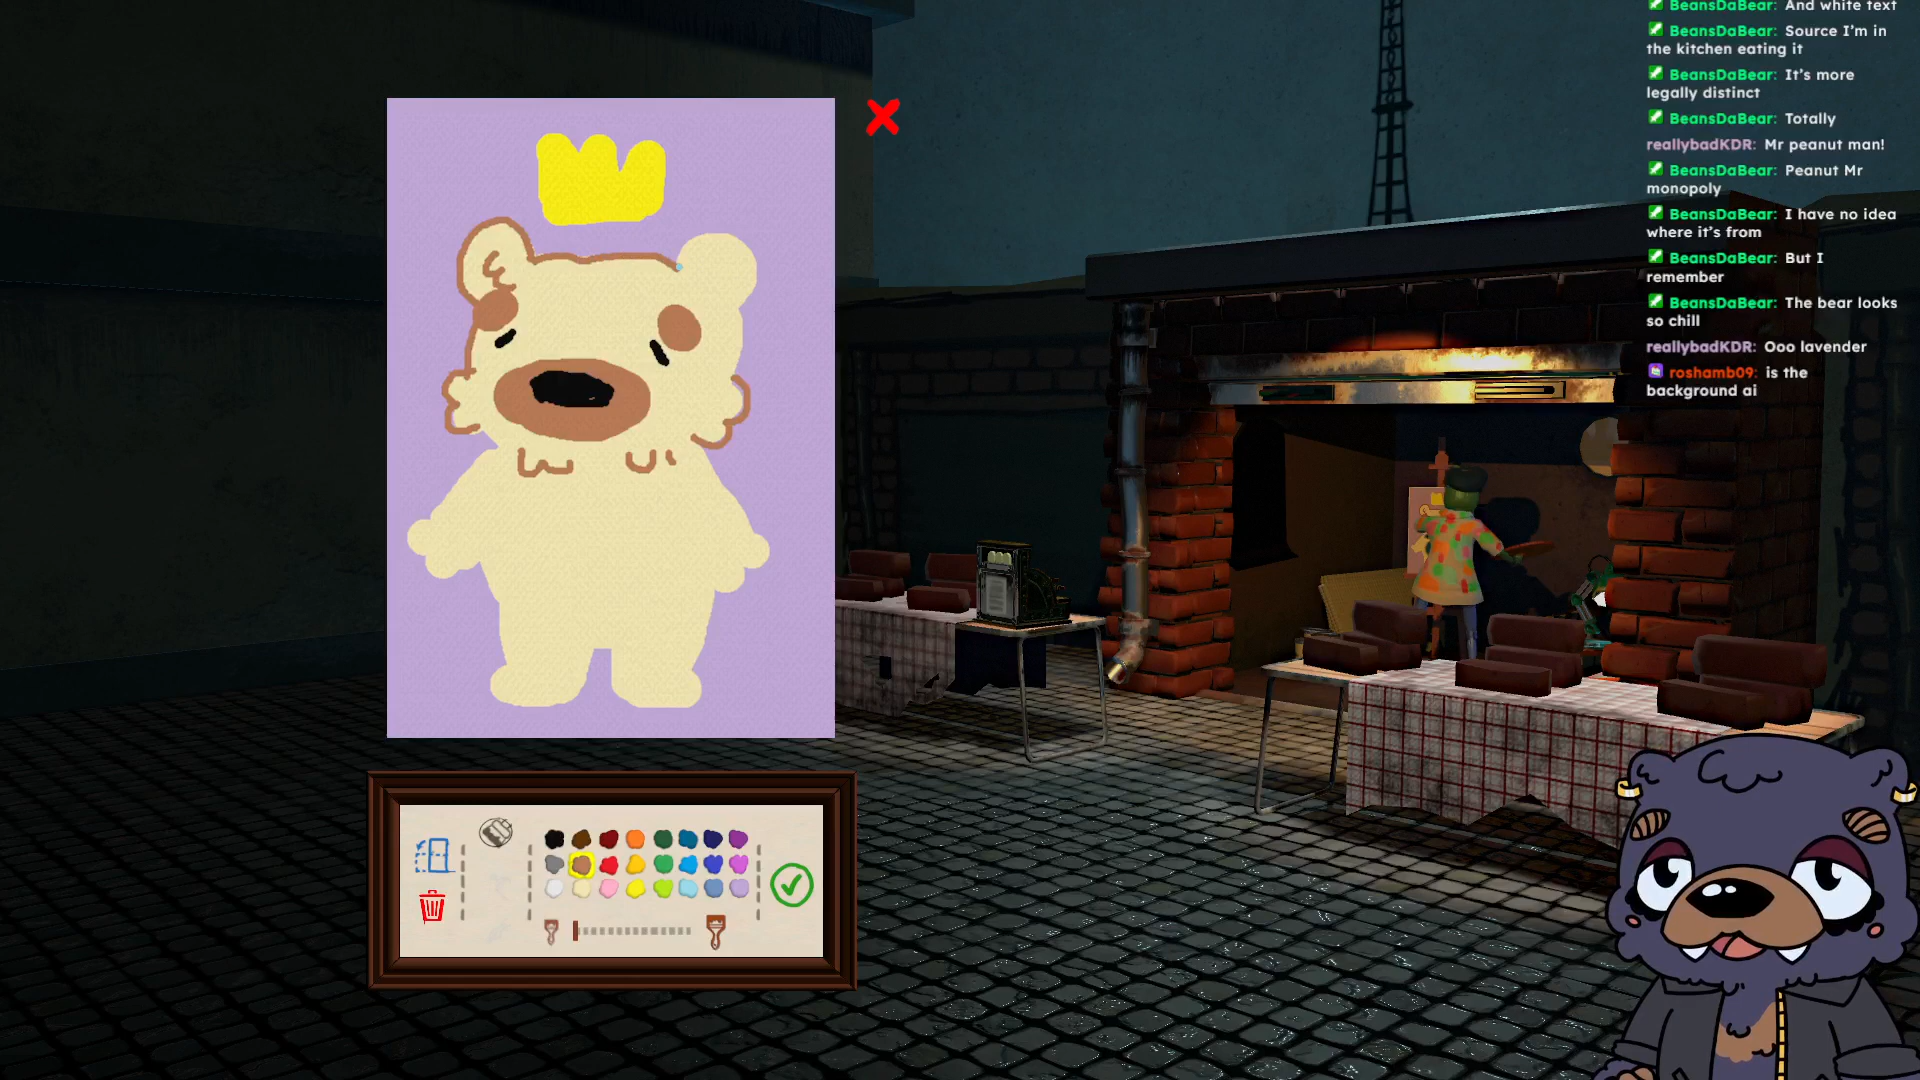 BeansDaBear: And white text
BeansDaBear: Source I'm in
the kitchen eating it
BeansDaBear: It's more
legally distinct
BeansDaBear: Totally
reallybadKDR: Mr peanut man!
BeansDaBear: Peanut Mr
monopoly
BeansDaBear: I have no idea
where it's from
BeansDaBear: But I
remember
BeansDaBear: The bear looks
so chill
reallybadKDR: Ooo lavender
roshamb09: is the
background ai